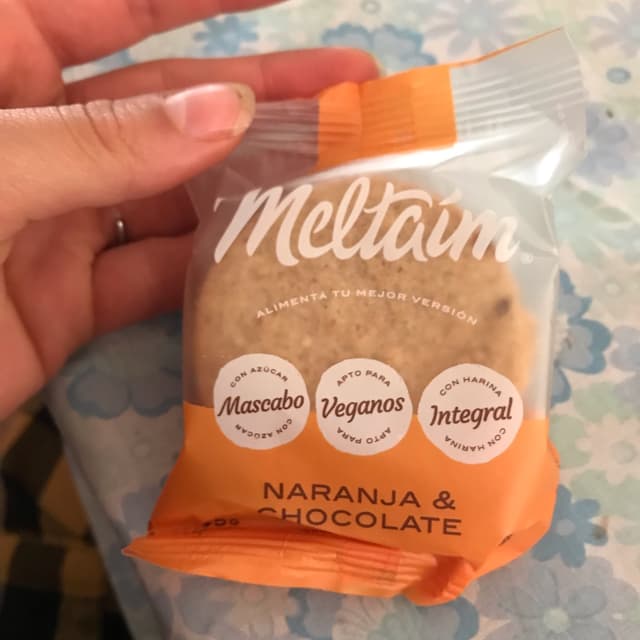 Meltaím
ALIMENTA TU MEJOR VERSIÓN
CON AZÚCAR
Mascabo
CON AZÚCAR
APTO PARA
Veganos
APTO PARA
CON HARINA
Integral
CON HARINA
NARANJA &
CHOCOLATE